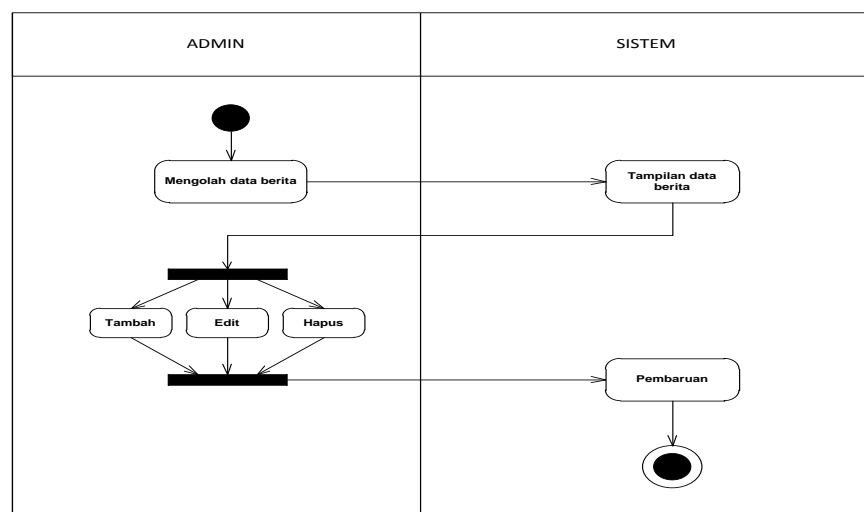 ADMIN
SISTEM
Mengolah data berita
Tampilan data
berita
Tambah
Edit
Hapus
Pembaruan